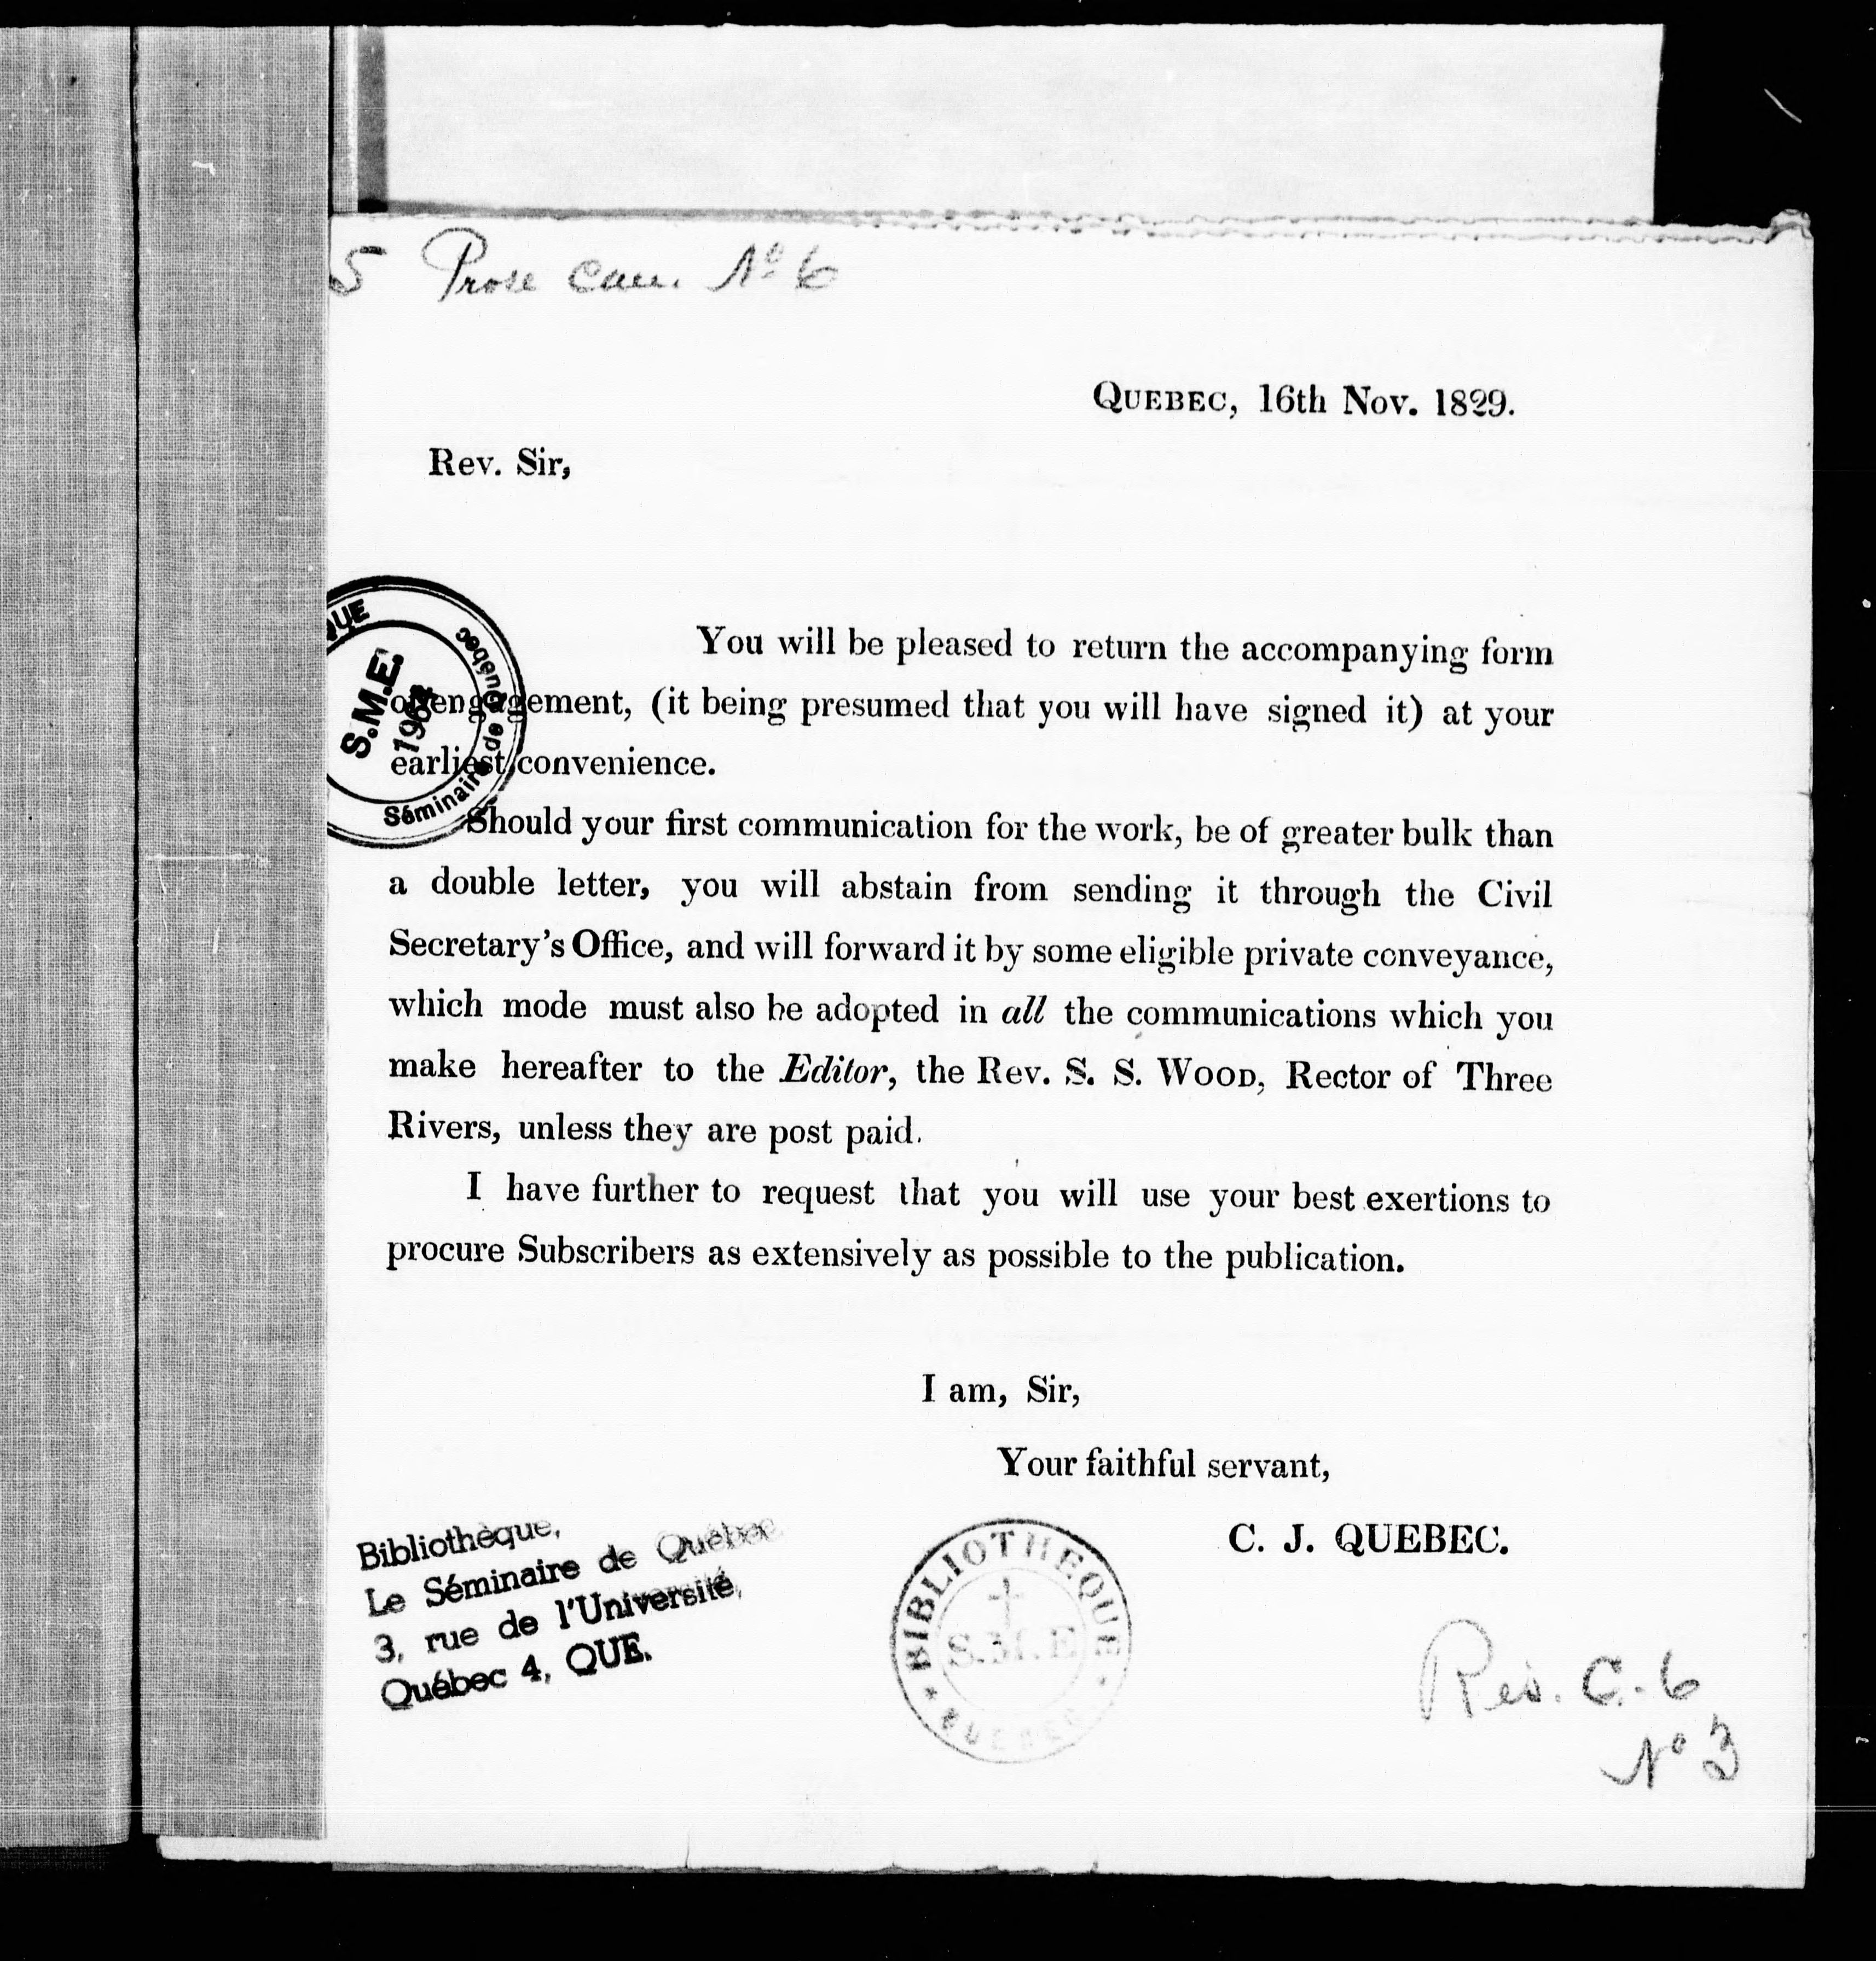 5 Prose can. No 6
QUEBEC, 16th Nov. 1829.
Rev. Sir,
QUE
S.M.E.
1964
Séminaire de Québec
You will be pleased to return the accompanying form
of engagement, (it being presumed that you will have signed it) at your
earliest convenience.
Should your first communication for the work, be of greater bulk than
a double letter, you will abstain from sending it through the Civil
Secretary's Office, and will forward it by some eligible private conveyance,
which mode must also be adopted in all the communications which you
make hereafter to the Editor, the Rev. S. S. WOOD, Rector of Three
Rivers, unless they are post paid.
I have further to request that you will use your best exertions to
procure Subscribers as extensively as possible to the publication.
I am, Sir,
Your faithful servant,
C. J. QUEBEC.
Bibliothèque,
Le Séminaire de Québec
3, rue de l'Université,
Québec 4, QUE.
BIBLIOTHEQUE
S.M.E
* QUEBEC *
Rés. C.-6
No 3